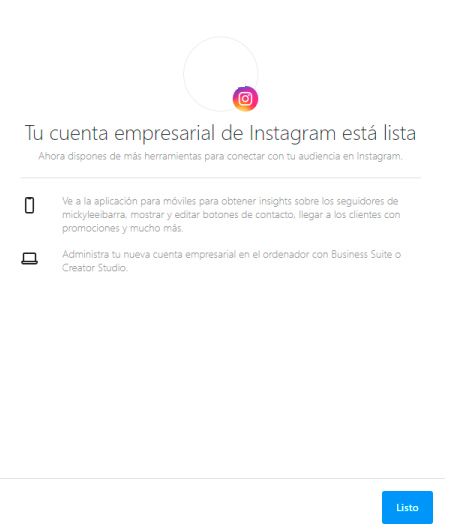 Tu cuenta empresarial de Instagram está lista
Ahora dispones de más herramientas para conectar con tu audiencia en Instagram.
Ve a la aplicación para móviles para obtener insights sobre los seguidores de
mickyleeibarra, mostrar y editar botones de contacto, llegar a los clientes con
promociones y mucho más.
Administra tu nueva cuenta empresarial en el ordenador con Business Suite o
Creator Studio.
Listo